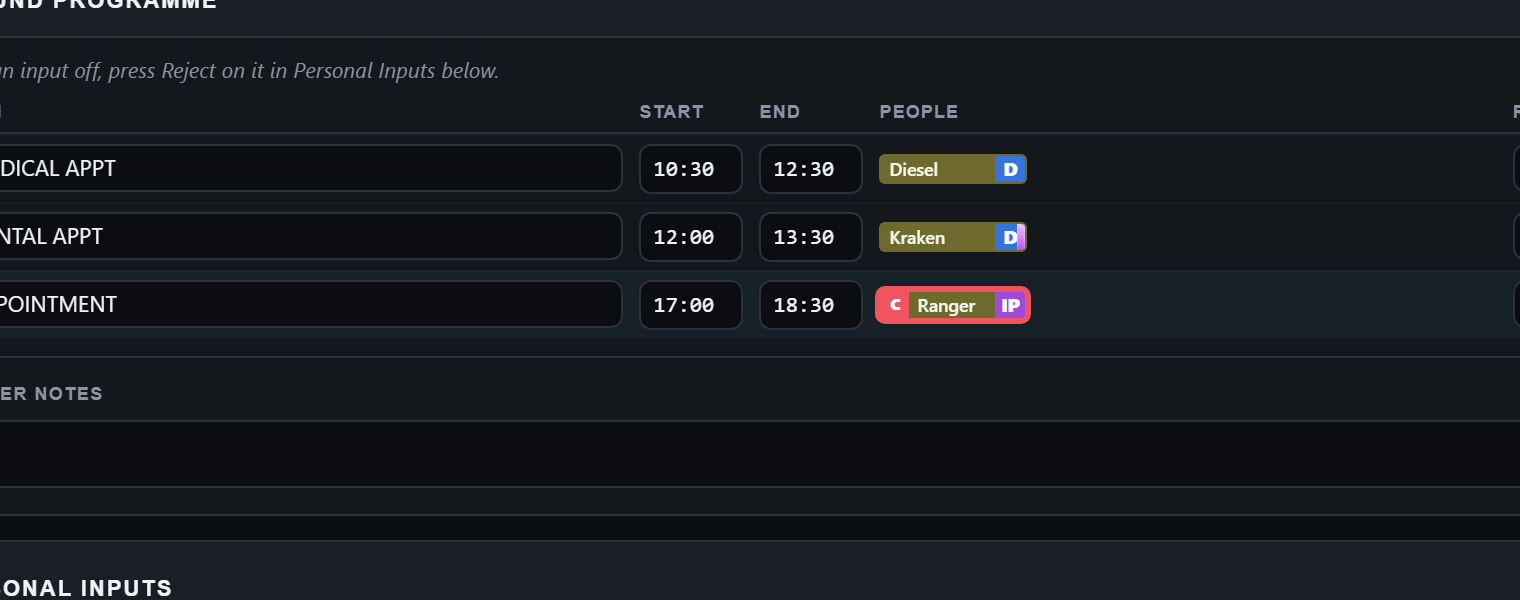 UND PROGRAMME
n input off, press Reject on it in Personal Inputs below.
START END PEOPLE
DICAL APPT 10:30 12:30 Diesel D
NTAL APPT 12:00 13:30 Kraken D
POINTMENT 17:00 18:30 C Ranger IP
ER NOTES
ONAL INPUTS